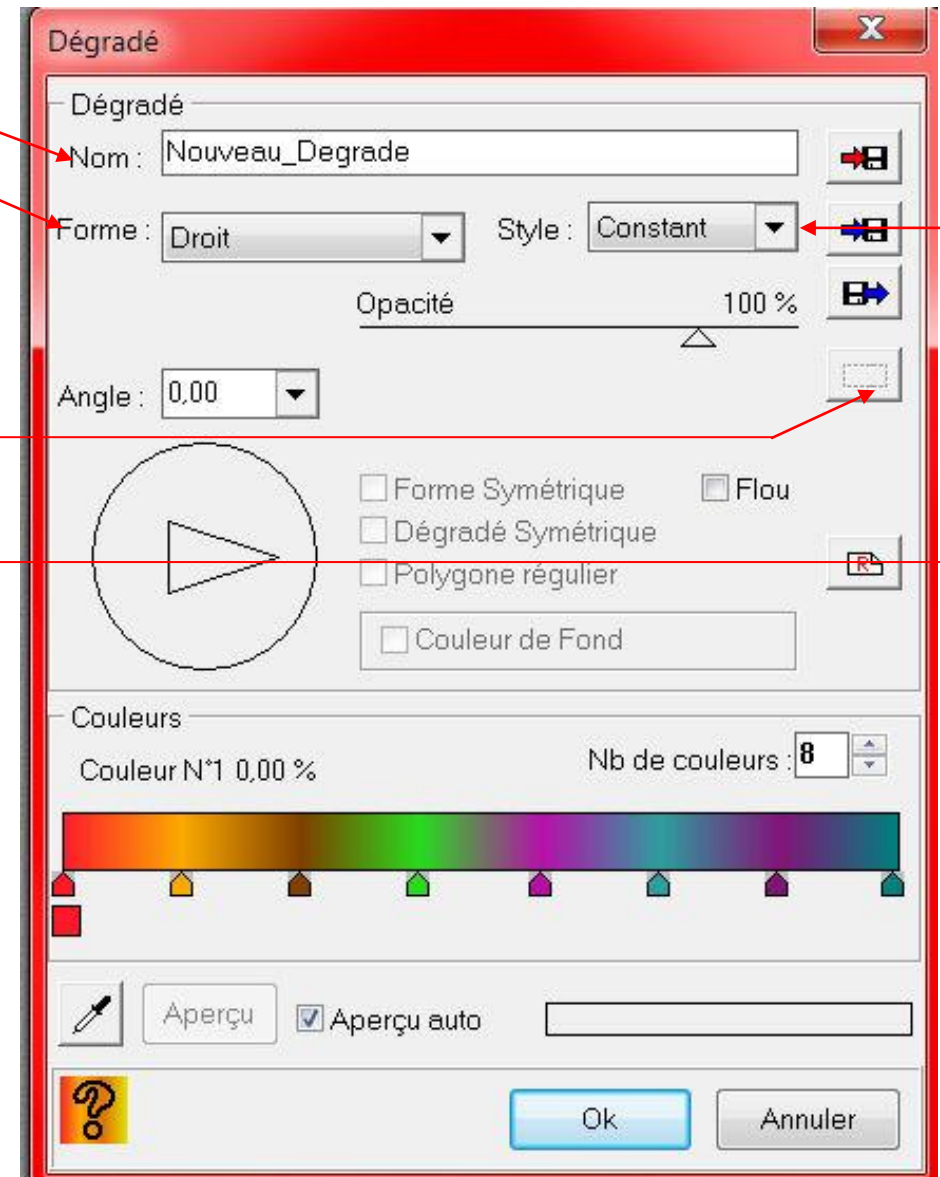 Dégradé
Dégradé
Nom : Nouveau_Degrade
Forme : Droit Style : Constant
Opacité 100 %
Angle : 0,00
Forme Symétrique Flou
Dégradé Symétrique
Polygone régulier
R
Couleur de Fond
Couleurs
Couleur N°1 0,00 % Nb de couleurs : 8
Aperçu Aperçu auto
? Ok Annuler